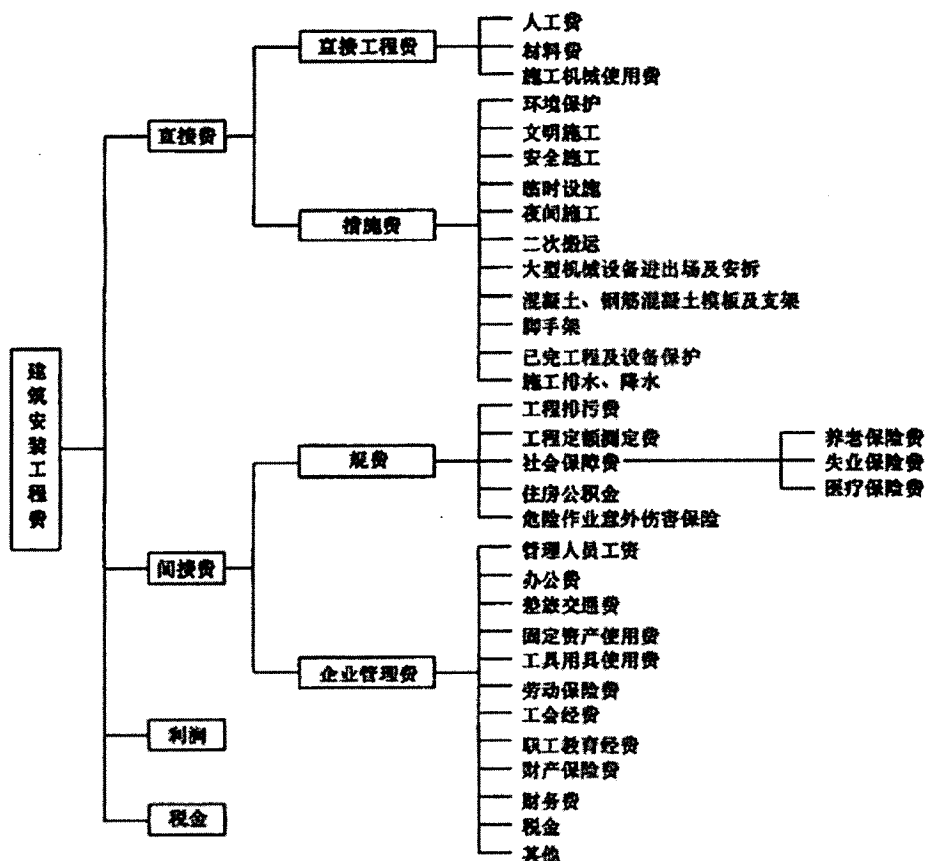 建筑安装工程费
直接费
直接工程费
人工费
材料费
施工机械使用费
措施费
环境保护
文明施工
安全施工
临时设施
夜间施工
二次搬运
大型机械设备进出场及安拆
混凝土、钢筋混凝土模板及支架
脚手架
已完工程及设备保护
施工排水、降水
间接费
规费
工程排污费
工程定额测定费
社会保障费
养老保险费
失业保险费
医疗保险费
住房公积金
危险作业意外伤害保险
企业管理费
管理人员工资
办公费
差旅交通费
固定资产使用费
工具用具使用费
劳动保险费
工会经费
职工教育经费
财产保险费
财务费
税金
其他
利润
税金